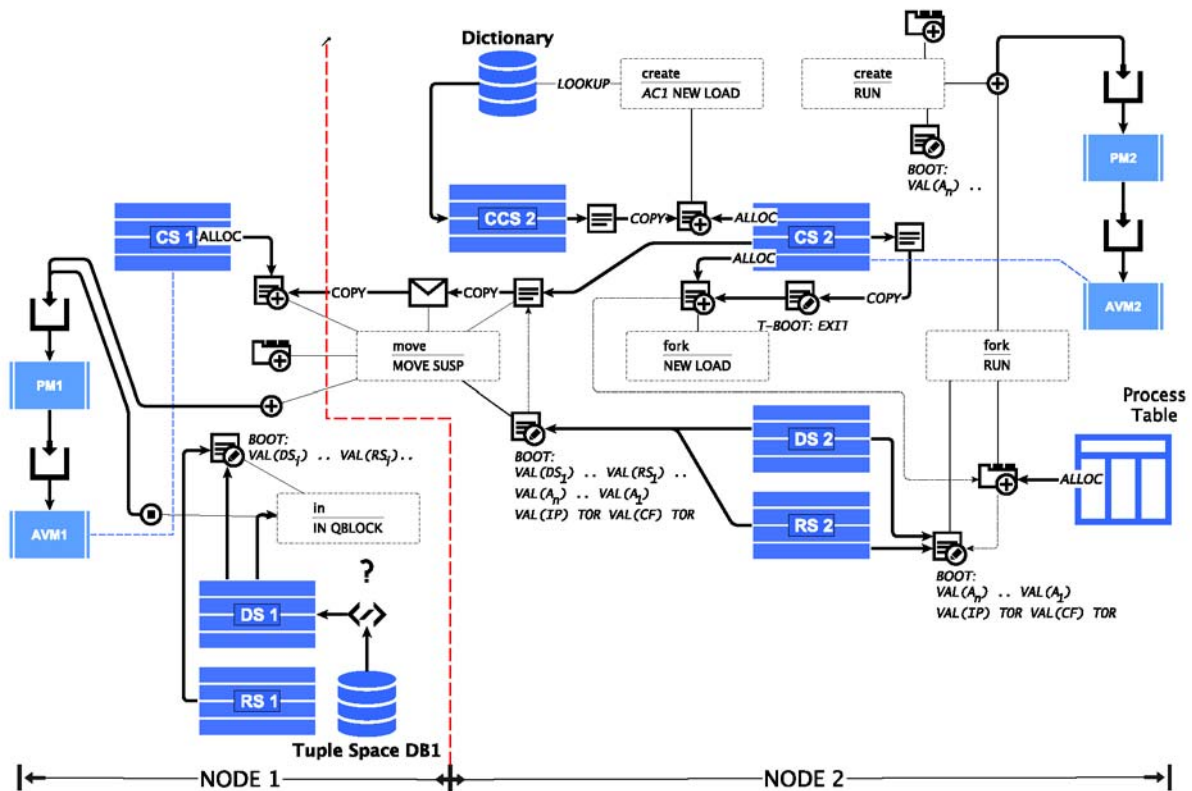 Dictionary
LOOKUP
create
AC1 NEW LOAD
create
RUN
BOOT:
VAL(An) ..
PM2
CCS 2
COPY
ALLOC
CS 1
ALLOC
CS 2
ALLOC
COPY
COPY
COPY
T-BOOT: EXIT
AVM2
move
MOVE SUSP
fork
NEW LOAD
fork
RUN
PM1
Process
Table
BOOT:
VAL(DSi) .. VAL(RSi)..
DS 2
BOOT:
VAL(DS1) .. VAL(RS1) ..
VAL(An) .. VAL(A1)
VAL(IP) TOR VAL(CF) TOR
ALLOC
in
IN QBLOCK
RS 2
AVM1
?
BOOT:
VAL(An) .. VAL(A1)
VAL(IP) TOR VAL(CF) TOR
DS 1
RS 1
Tuple Space DB1
NODE 1
NODE 2